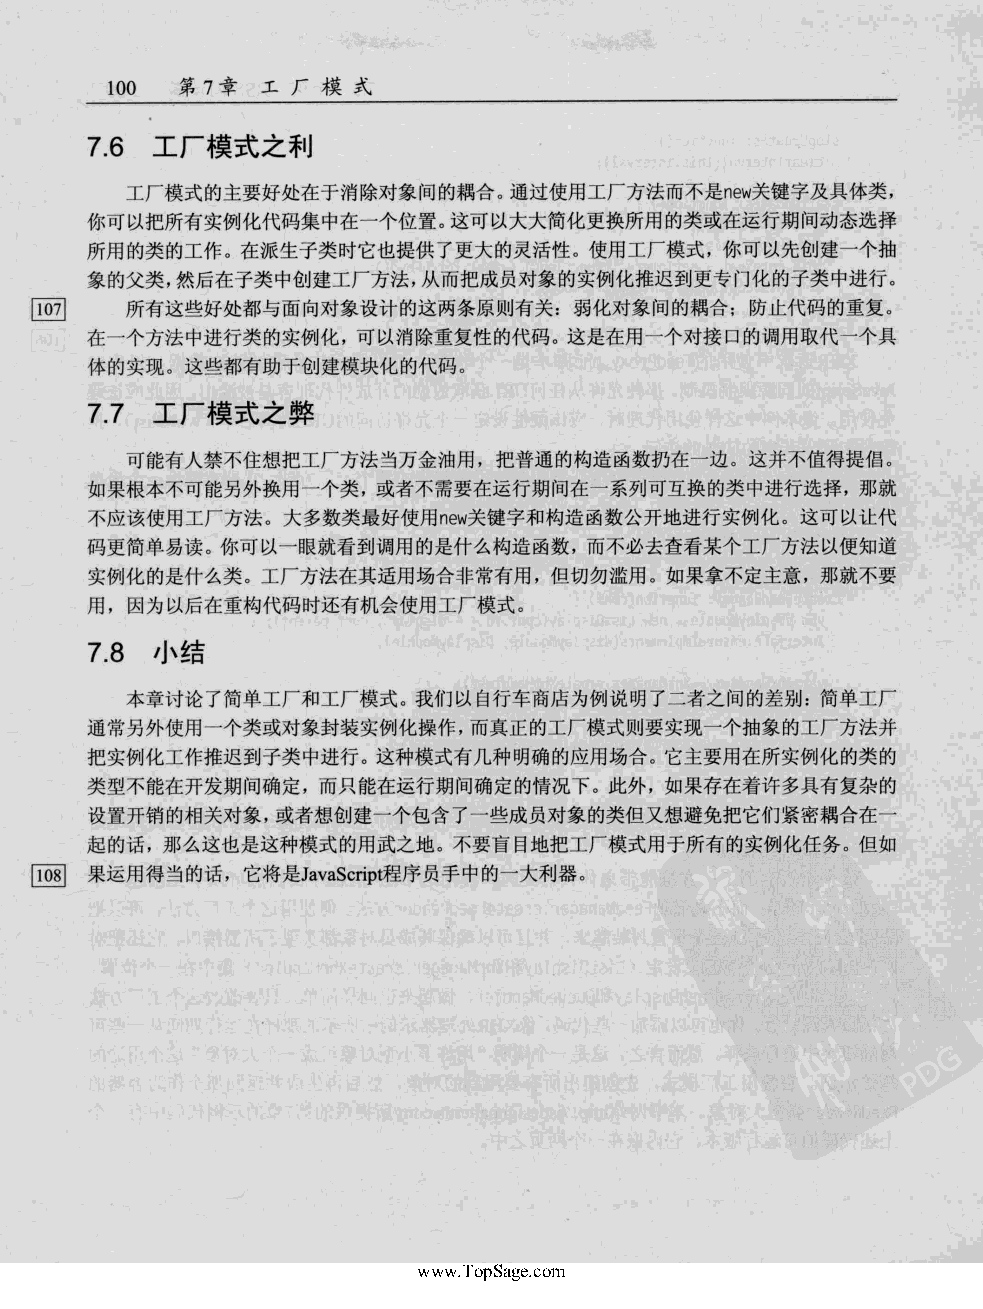 100 第7章 工厂模式
7.6 工厂模式之利
工厂模式的主要好处在于消除对象间的耦合。通过使用工厂方法而不是new关键字及具体类，
你可以把所有实例化代码集中在一个位置。这可以大大简化更换所用的类或在运行期间动态选择
所用的类的工作。在派生子类时它也提供了更大的灵活性。使用工厂模式，你可以先创建一个抽
象的父类，然后在子类中创建工厂方法，从而把成员对象的实例化推迟到更专门化的子类中进行。
107 所有这些好处都与面向对象设计的这两条原则有关：弱化对象间的耦合；防止代码的重复。
在一个方法中进行类的实例化，可以消除重复性的代码。这是在用一个对接口的调用取代一个具
体的实现。这些都有助于创建模块化的代码。
7.7 工厂模式之弊
可能有人禁不住想把工厂方法当万金油用，把普通的构造函数扔在一边。这并不值得提倡。
如果根本不可能另外换用一个类，或者不需要在运行期间在一系列可互换的类中进行选择，那就
不应该使用工厂方法。大多数类最好使用new关键字和构造函数公开地进行实例化。这可以让代
码更简单易读。你可以一眼就看到调用的是什么构造函数，而不必去查看某个工厂方法以便知道
实例化的是什么类。工厂方法在其适用场合非常有用，但切勿滥用。如果拿不定主意，那就不要
用，因为以后在重构代码时还有机会使用工厂模式。
7.8 小结
本章讨论了简单工厂和工厂模式。我们以自行车商店为例说明了二者之间的差别：简单工厂
通常另外使用一个类或对象封装实例化操作，而真正的工厂模式则要实现一个抽象的工厂方法并
把实例化工作推迟到子类中进行。这种模式有几种明确的应用场合。它主要用在所实例化的类的
类型不能在开发期间确定，而只能在运行期间确定的情况下。此外，如果存在着许多具有复杂的
设置开销的相关对象，或者想创建一个包含了一些成员对象的类但又想避免把它们紧密耦合在一
起的话，那么这也是这种模式的用武之地。不要盲目地把工厂模式用于所有的实例化任务。但如
108 果运用得当的话，它将是JavaScript程序员手中的一大利器。
PDG
www.TopSage.com